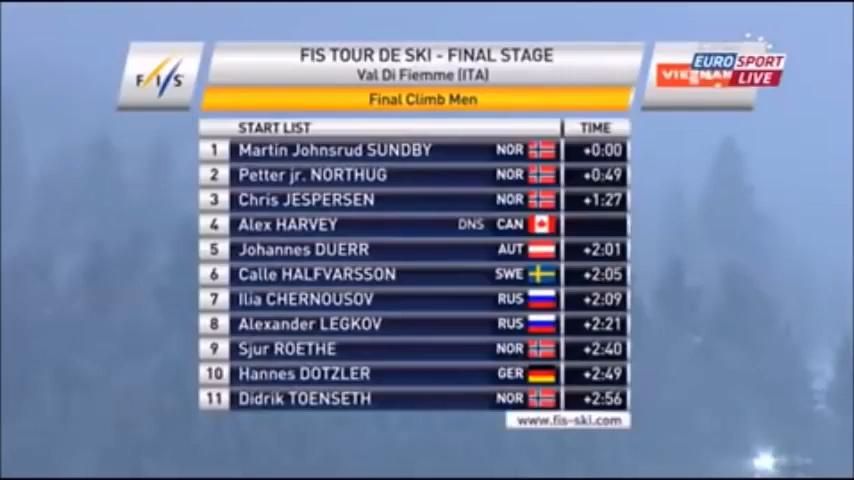 FIS TOUR DE SKI - FINAL STAGE
Val Di Fiemme (ITA)
Final Climb Men
FIS
EUROSPORT
LIVE
START LIST TIME
1 Martin Johnsrud SUNDBY NOR +0:00
2 Petter jr. NORTHUG NOR +0:49
3 Chris JESPERSEN NOR +1:27
4 Alex HARVEY DNS CAN
5 Johannes DUERR AUT +2:01
6 Calle HALFVARSSON SWE +2:05
7 Ilia CHERNOUSOV RUS +2:09
8 Alexander LEGKOV RUS +2:21
9 Sjur ROETHE NOR +2:40
10 Hannes DOTZLER GER +2:49
11 Didrik TOENSETH NOR +2:56
www.fis-ski.com